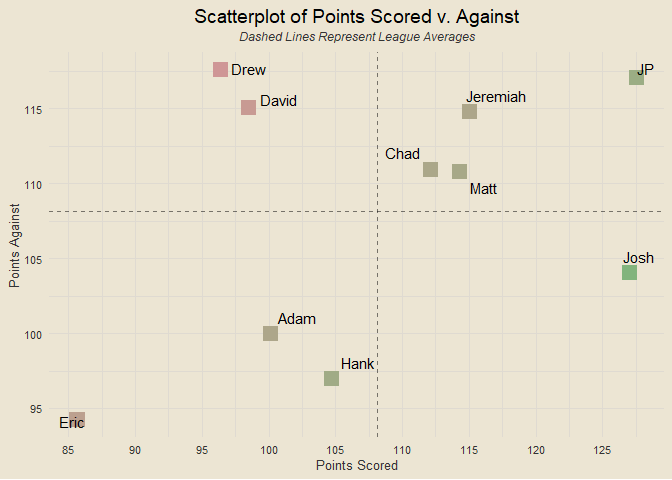 Scatterplot of Points Scored v. Against
Dashed Lines Represent League Averages
Drew
JP
David
Jeremiah
115
Chad
Matt
110
Points Against
Josh
105
Adam
100
Hank
95
Eric
85 90 95 100 105 110 115 120 125
Points Scored